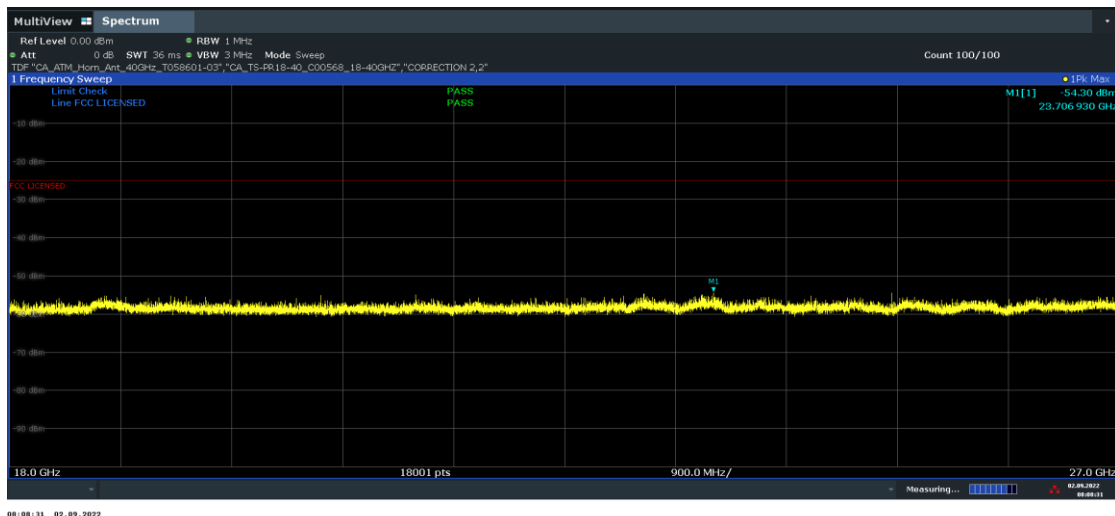 MultiView Spectrum
Ref Level 0.00 dBm RBW 1 MHz
Att 0 dB SWT 36 ms VBW 3 MHz Mode Sweep Count 100/100
TDF "CA_ATM_Horn_Ant_40GHz_T058601-03","CA_TS-PR18-40_C00568_18-40GHZ","CORRECTION 2,2"
1 Frequency Sweep 1Pk Max
Limit Check PASS M1[1] -54.30 dBm
Line FCC LICENSED PASS 23.706 930 GHz
-10 dBm
-20 dBm
FCC LICENSED
-30 dBm
-40 dBm
-50 dBm
M1
-70 dBm
-80 dBm
-90 dBm
18.0 GHz 18001 pts 900.0 MHz/ 27.0 GHz
Measuring... 02.09.2022
08:08:31
08:08:31 02.09.2022